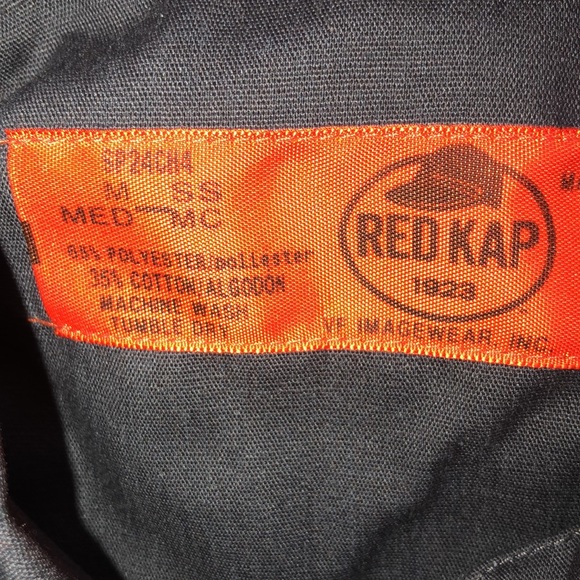 SP24CH4
M SS
MED MC
65% POLYESTER/poliester
35% COTTON/ALGODON
MACHINE WASH
TUMBLE DRY
RED KAP
1923
VF IMAGEWEAR, INC.